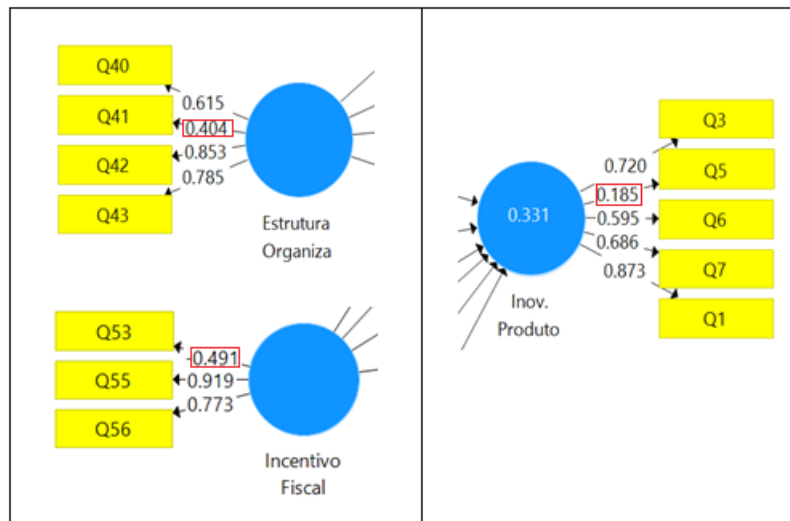 Q40
0.615
Q41
0.404
Q42
0.853
0.785
Q43
Estrutura
Organiza
Q53
0.491
Q55
0.919
0.773
Q56
Incentivo
Fiscal
Q3
0.720
Q5
0.185
0.331
0.595
Q6
0.686
Q7
0.873
Inov.
Produto
Q1